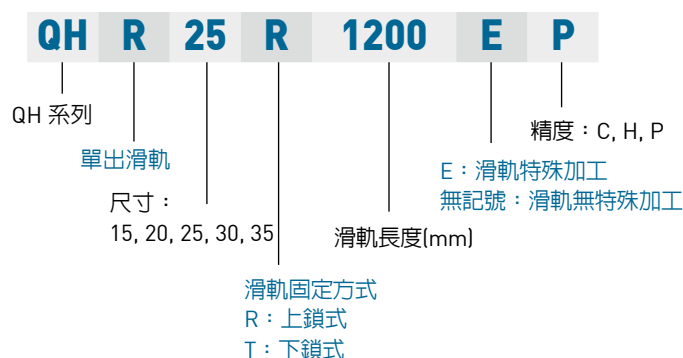 QH R 25 R 1200 E P
QH 系列
單出滑軌
尺寸：
15, 20, 25, 30, 35
滑軌固定方式
R：上鎖式
T：下鎖式
滑軌長度(mm)
E：滑軌特殊加工
無記號：滑軌無特殊加工
精度：C, H, P